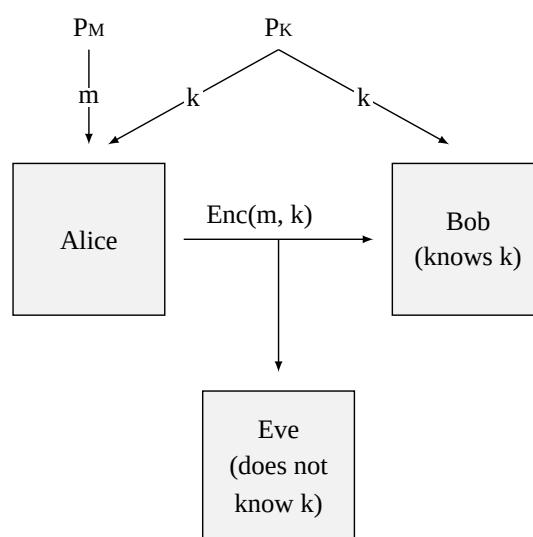 PM
PK
m
k
k
Enc(m, k)
Alice
Bob
(knows k)
Eve
(does not
know k)